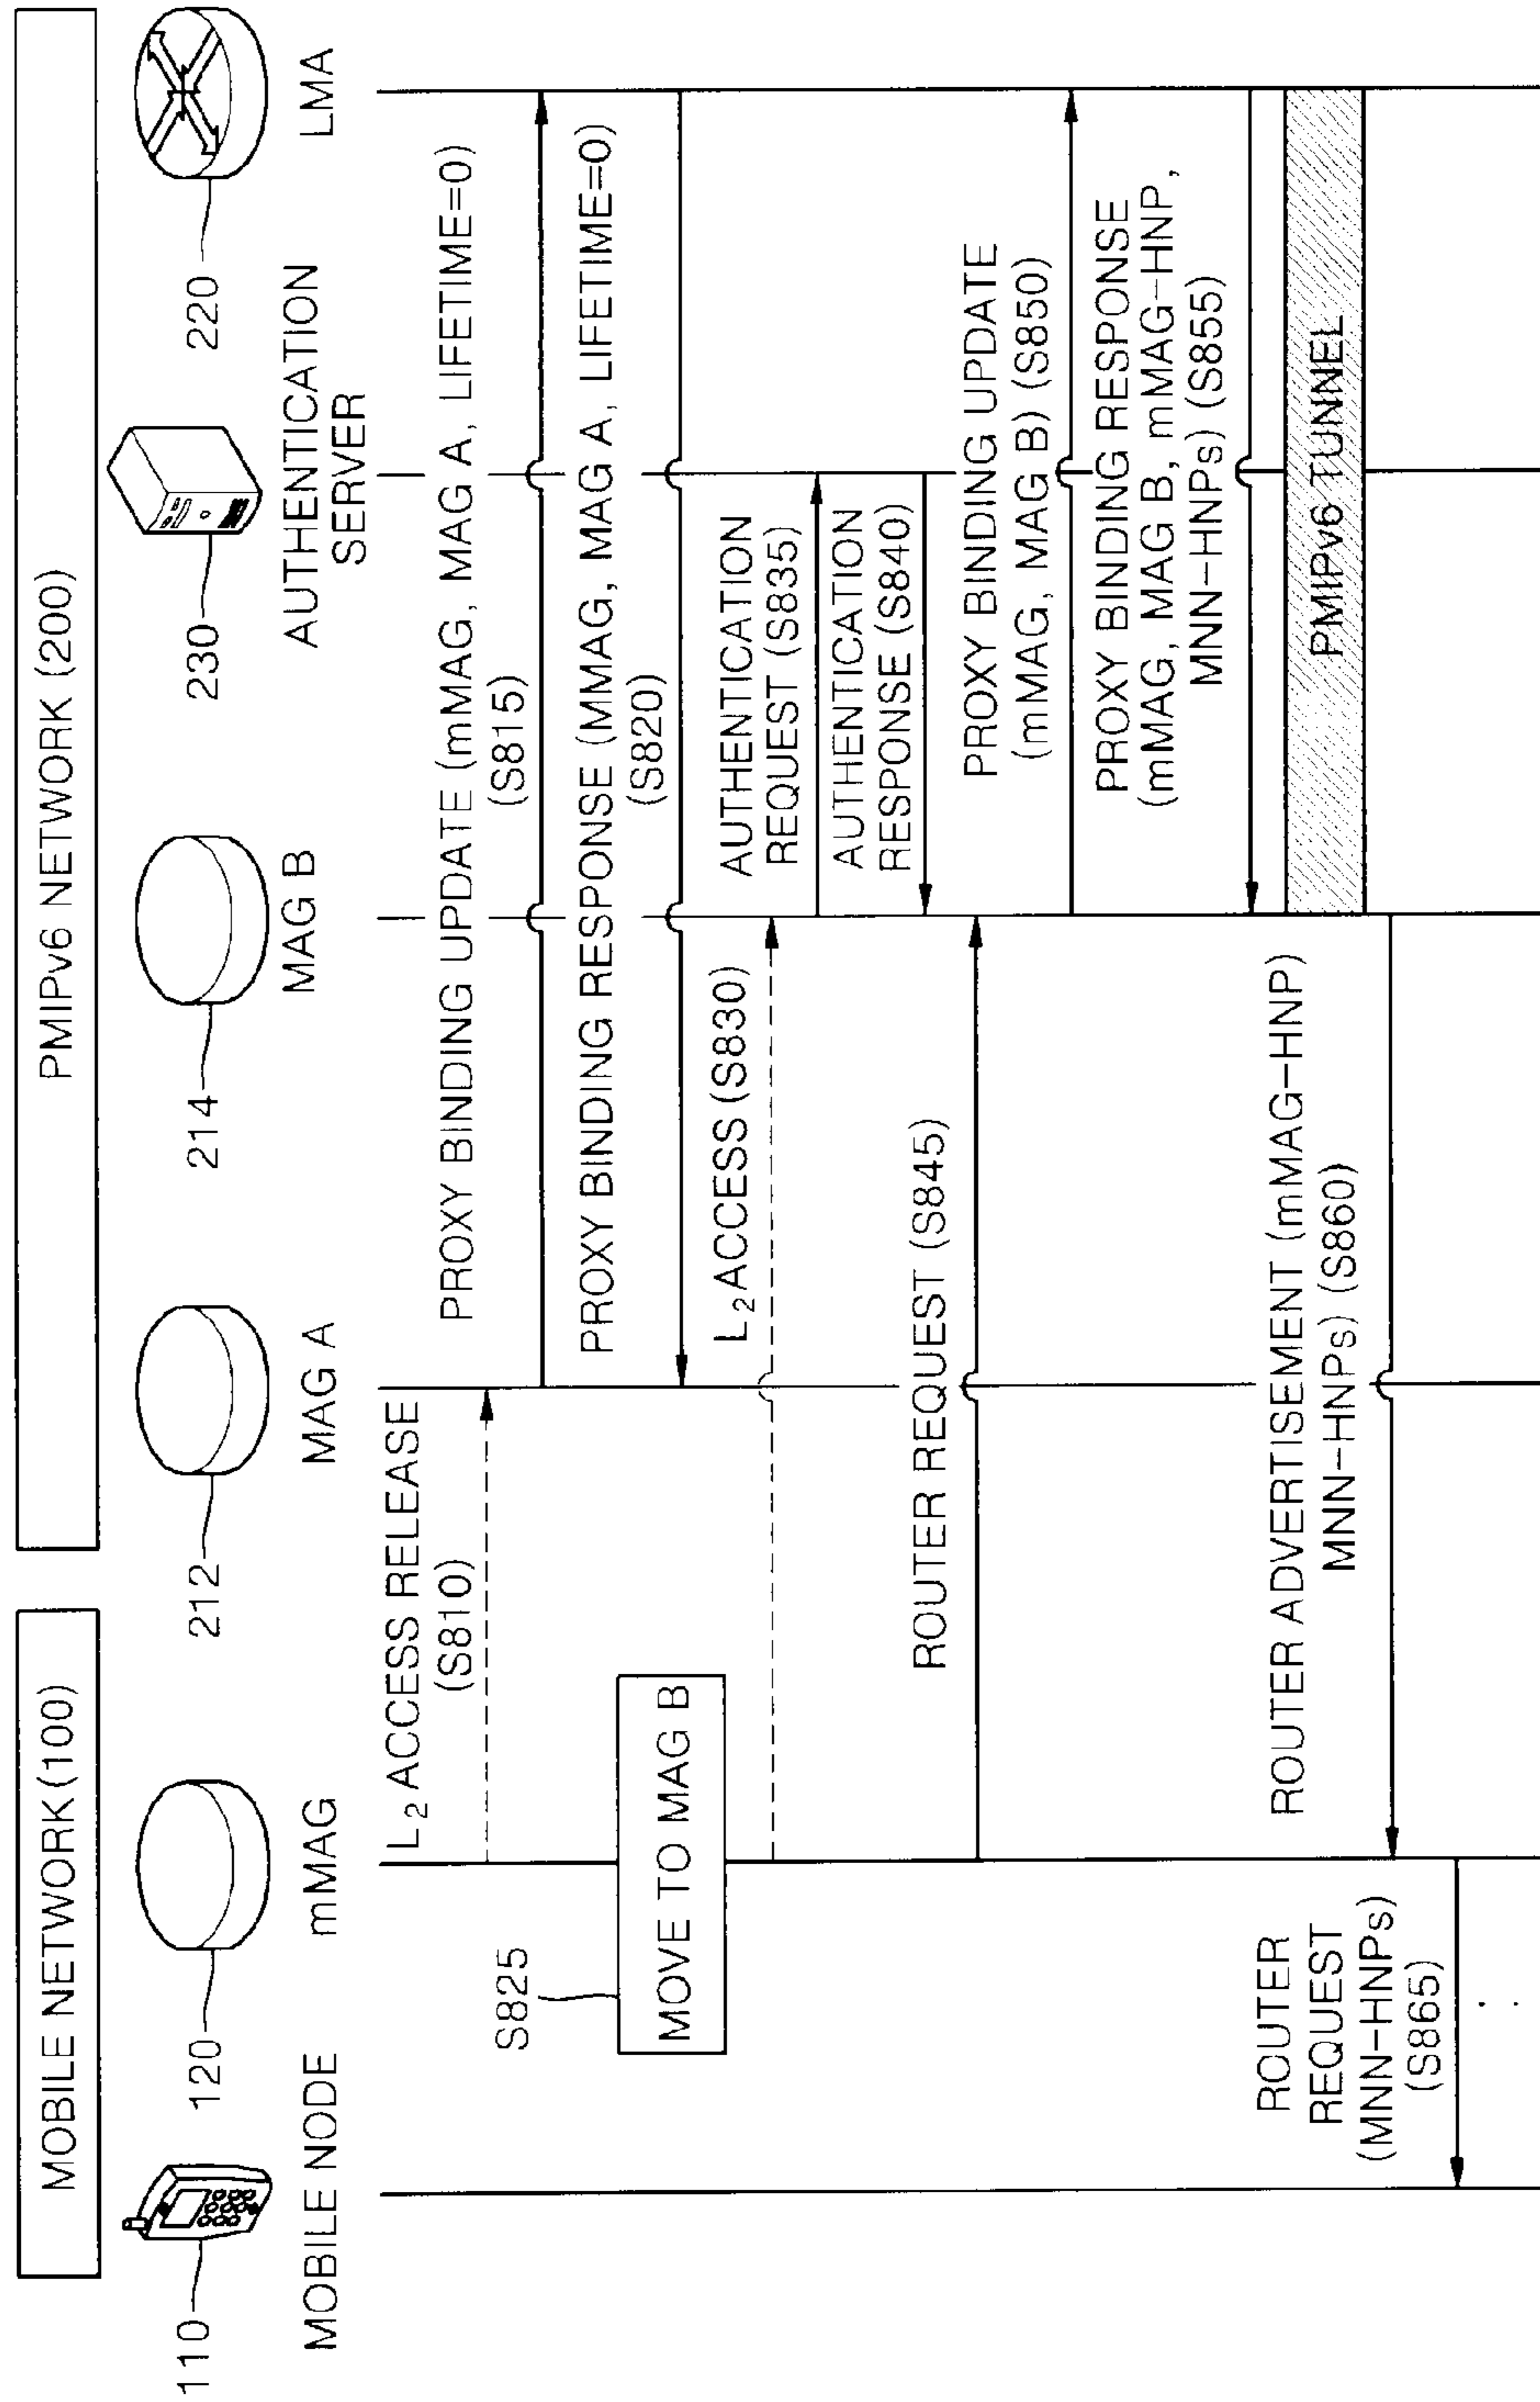 MOBILE NETWORK (100)
PMIPv6 NETWORK (200)
110
120
212
214
230
220
MOBILE NODE
mMAG
MAG A
MAG B
AUTHENTICATION
SERVER
LMA
L2 ACCESS RELEASE
(S810)
PROXY BINDING UPDATE (mMAG, MAG A, LIFETIME=0)
(S815)
PROXY BINDING RESPONSE (MMAG, MAG A, LIFETIME=0)
(S820)
S825
MOVE TO MAG B
L2 ACCESS (S830)
AUTHENTICATION
REQUEST (S835)
AUTHENTICATION
RESPONSE (S840)
ROUTER REQUEST (S845)
PROXY BINDING UPDATE
(mMAG, MAG B) (S850)
PROXY BINDING RESPONSE
(mMAG, MAG B, mMAG-HNP,
MNN-HNPs) (S855)
PMIPv6 TUNNEL
ROUTER ADVERTISEMENT (mMAG-HNP)
MNN-HNPs) (S860)
ROUTER
REQUEST
(MNN-HNPs)
(S865)